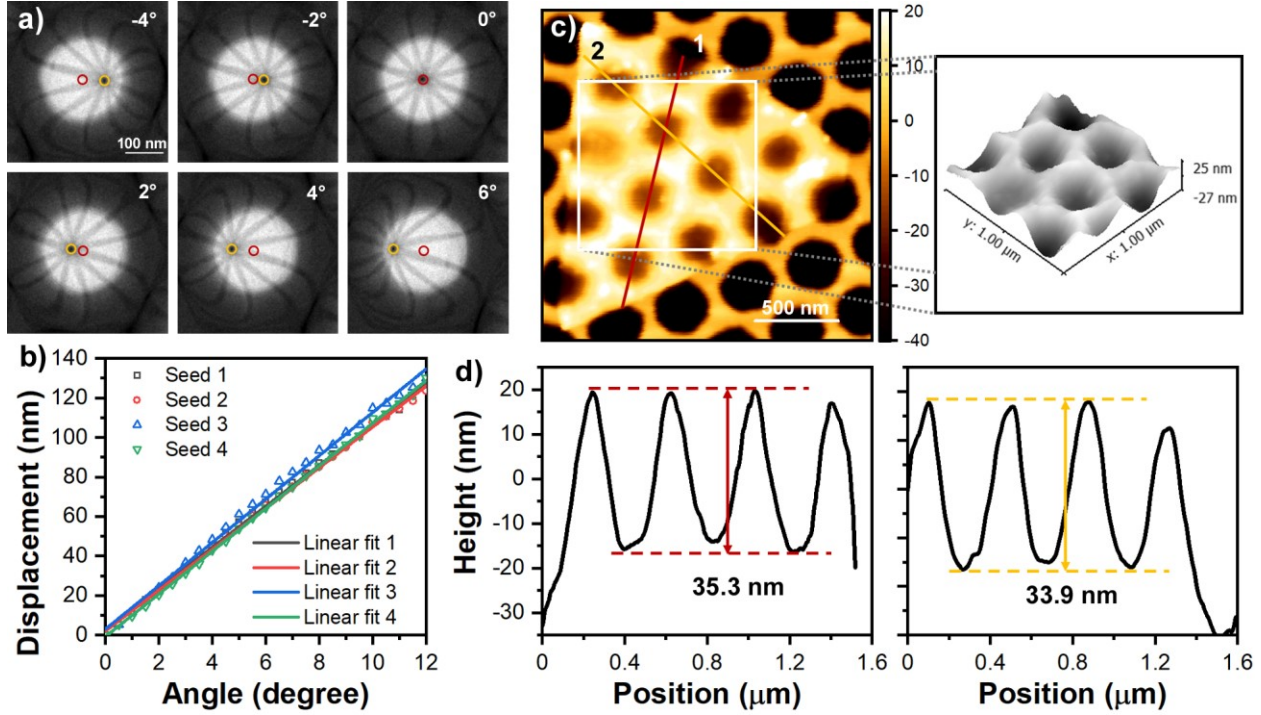 a)
-4°
-2°
0°
100 nm
2°
4°
6°
b)
140
120
100
80
60
40
20
0
Displacement (nm)
Seed 1
Seed 2
Seed 3
Seed 4
Linear fit 1
Linear fit 2
Linear fit 3
Linear fit 4
0 2 4 6 8 10 12
Angle (degree)
c)
2
1
500 nm
20
10
0
-10
-20
-30
-40
25 nm
-27 nm
y: 1.00 µm
x: 1.00 µm
d)
20
10
0
-10
-20
-30
Height (nm)
35.3 nm
0 0.4 0.8 1.2 1.6
Position (µm)
33.9 nm
0 0.4 0.8 1.2 1.6
Position (µm)